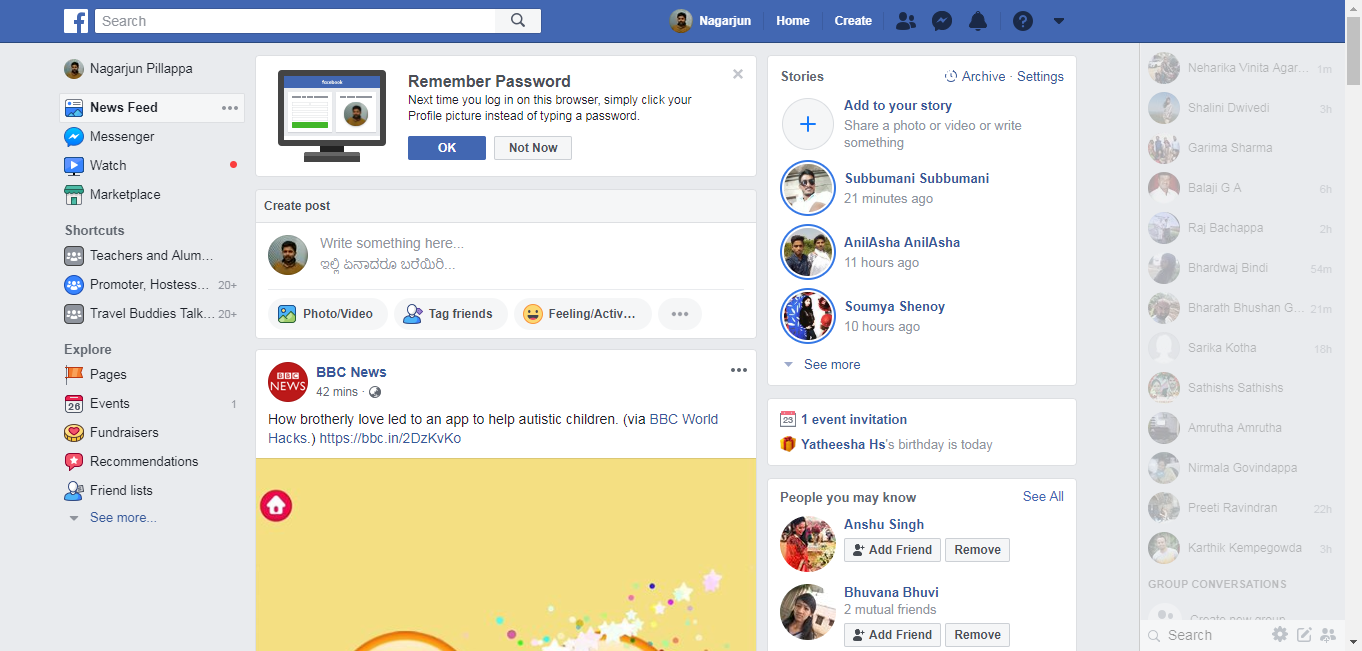 Search
Nagarjun
Home
Create
Nagarjun Pillappa
News Feed
Messenger
Watch
Marketplace
Shortcuts
Teachers and Alum...
Promoter, Hostess... 20+
Travel Buddies Talk... 20+
Explore
Pages
Events 1
Fundraisers
Recommendations
Friend lists
See more...
facebook
Remember Password
Next time you log in on this browser, simply click your
Profile picture instead of typing a password.
OK
Not Now
Create post
Write something here...
ಇಲ್ಲಿ ಏನಾದರೂ ಬರೆಯಿರಿ...
Photo/Video
Tag friends
Feeling/Activ...
BBC NEWS
BBC News
42 mins ·
How brotherly love led to an app to help autistic children. (via BBC World
Hacks.) https://bbc.in/2DzKvKo
Stories
Archive · Settings
Add to your story
Share a photo or video or write
something
Subbumani Subbumani
21 minutes ago
AnilAsha AnilAsha
11 hours ago
Soumya Shenoy
10 hours ago
See more
23
1 event invitation
Yatheesha Hs's birthday is today
People you may know
See All
Anshu Singh
Add Friend
Remove
Bhuvana Bhuvi
2 mutual friends
Add Friend
Remove
Neharika Vinita Agar... 1m
Shalini Dwivedi 3h
Garima Sharma
Balaji G A 6h
Raj Bachappa 2h
Bhardwaj Bindi 54m
Bharath Bhushan G... 21m
Sarika Kotha 18h
Sathishs Sathishs
Amrutha Amrutha
Nirmala Govindappa
Preeti Ravindran 22h
Karthik Kempegowda 3h
GROUP CONVERSATIONS
Create new group
Search